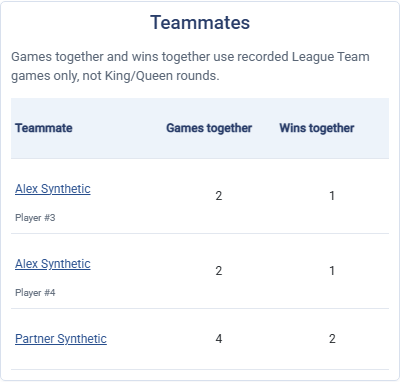 Teammates
Games together and wins together use recorded League Team
games only, not King/Queen rounds.
Teammate Games together Wins together
Alex Synthetic 2 1
Player #3
Alex Synthetic 2 1
Player #4
Partner Synthetic 4 2